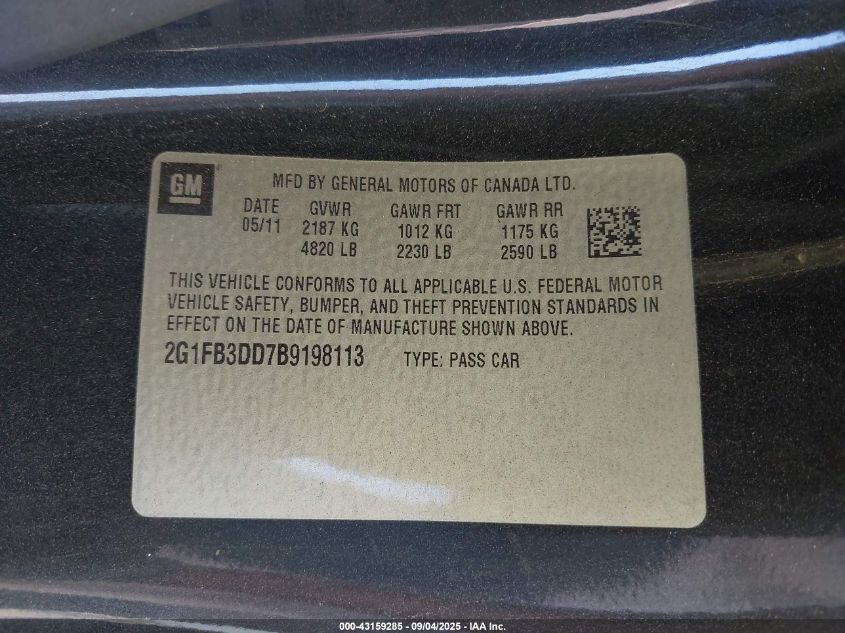 GM
MFD BY GENERAL MOTORS OF CANADA LTD.
DATE GVWR GAWR FRT GAWR RR
05/11 2187 KG 1012 KG 1175 KG
4820 LB 2230 LB 2590 LB
THIS VEHICLE CONFORMS TO ALL APPLICABLE U.S. FEDERAL MOTOR
VEHICLE SAFETY, BUMPER, AND THEFT PREVENTION STANDARDS IN
EFFECT ON THE DATE OF MANUFACTURE SHOWN ABOVE.
2G1FB3DD7B9198113 TYPE: PASS CAR
000-43159285 - 09/04/2025 - IAA Inc.